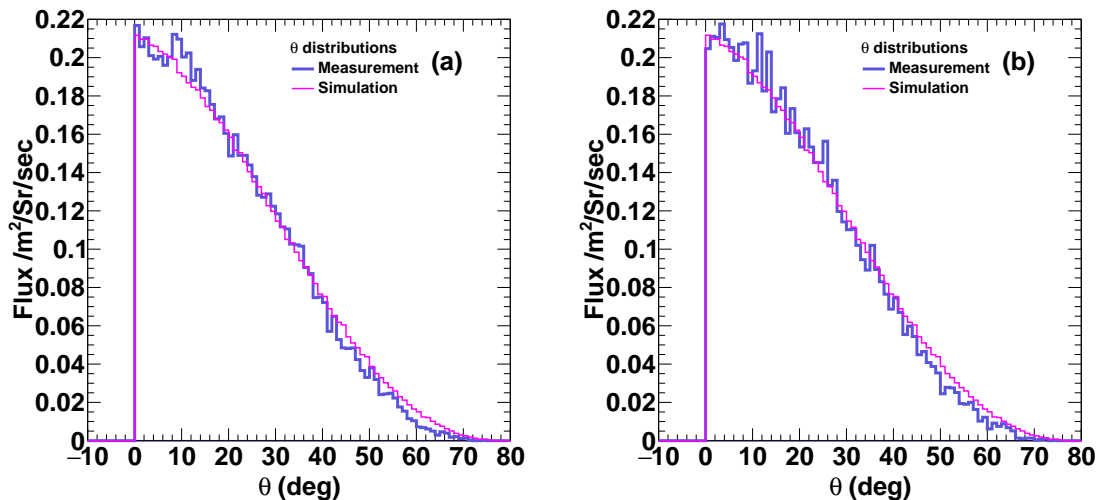 0.22
0.2
0.18
0.16
0.14
0.12
0.1
0.08
0.06
0.04
0.02
0
Flux /m²/Sr/sec
θ distributions
Measurement
Simulation
(a)
−10 0 10 20 30 40 50 60 70 80
θ (deg)
0.22
0.2
0.18
0.16
0.14
0.12
0.1
0.08
0.06
0.04
0.02
0
Flux /m²/Sr/sec
θ distributions
Measurement
Simulation
(b)
−10 0 10 20 30 40 50 60 70 80
θ (deg)